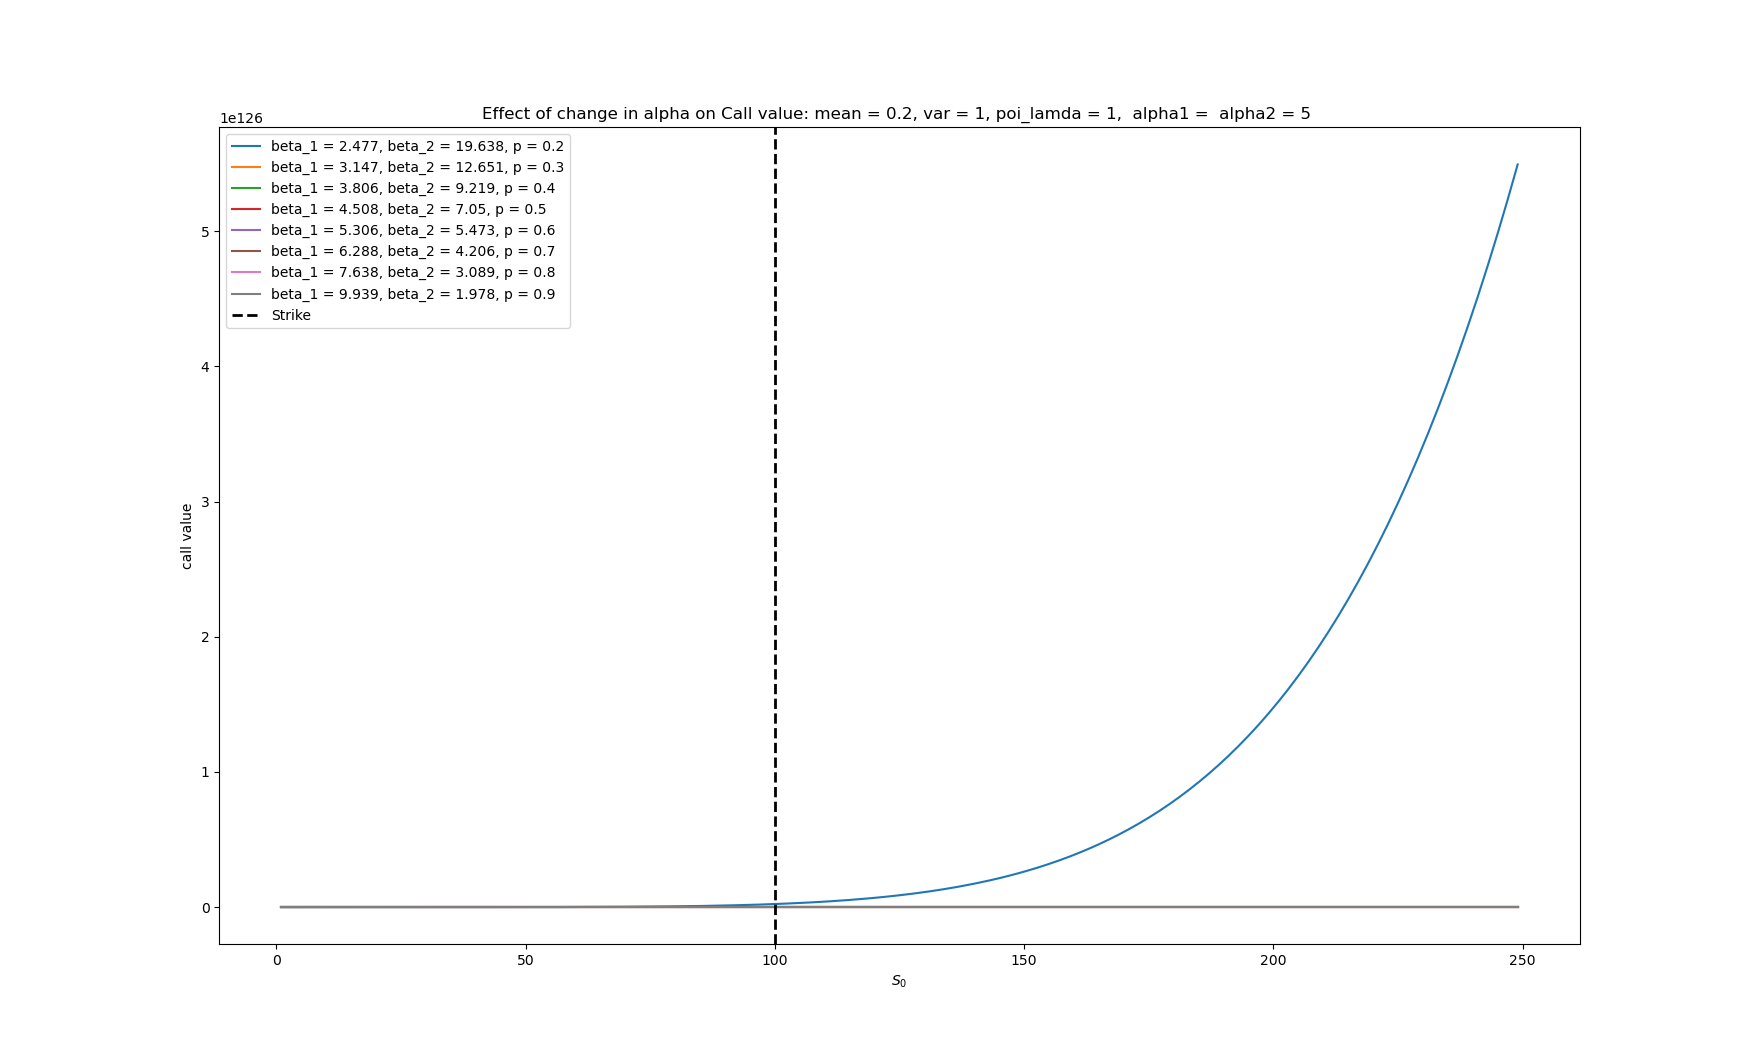 Effect of change in alpha on Call value: mean = 0.2, var = 1, poi_lamda = 1,  alpha1 =  alpha2 = 5
1e126
beta_1 = 2.477, beta_2 = 19.638, p = 0.2
beta_1 = 3.147, beta_2 = 12.651, p = 0.3
beta_1 = 3.806, beta_2 = 9.219, p = 0.4
beta_1 = 4.508, beta_2 = 7.05, p = 0.5
beta_1 = 5.306, beta_2 = 5.473, p = 0.6
beta_1 = 6.288, beta_2 = 4.206, p = 0.7
beta_1 = 7.638, beta_2 = 3.089, p = 0.8
beta_1 = 9.939, beta_2 = 1.978, p = 0.9
Strike
5
4
3
2
1
0
call value
0 50 100 150 200 250
S₀